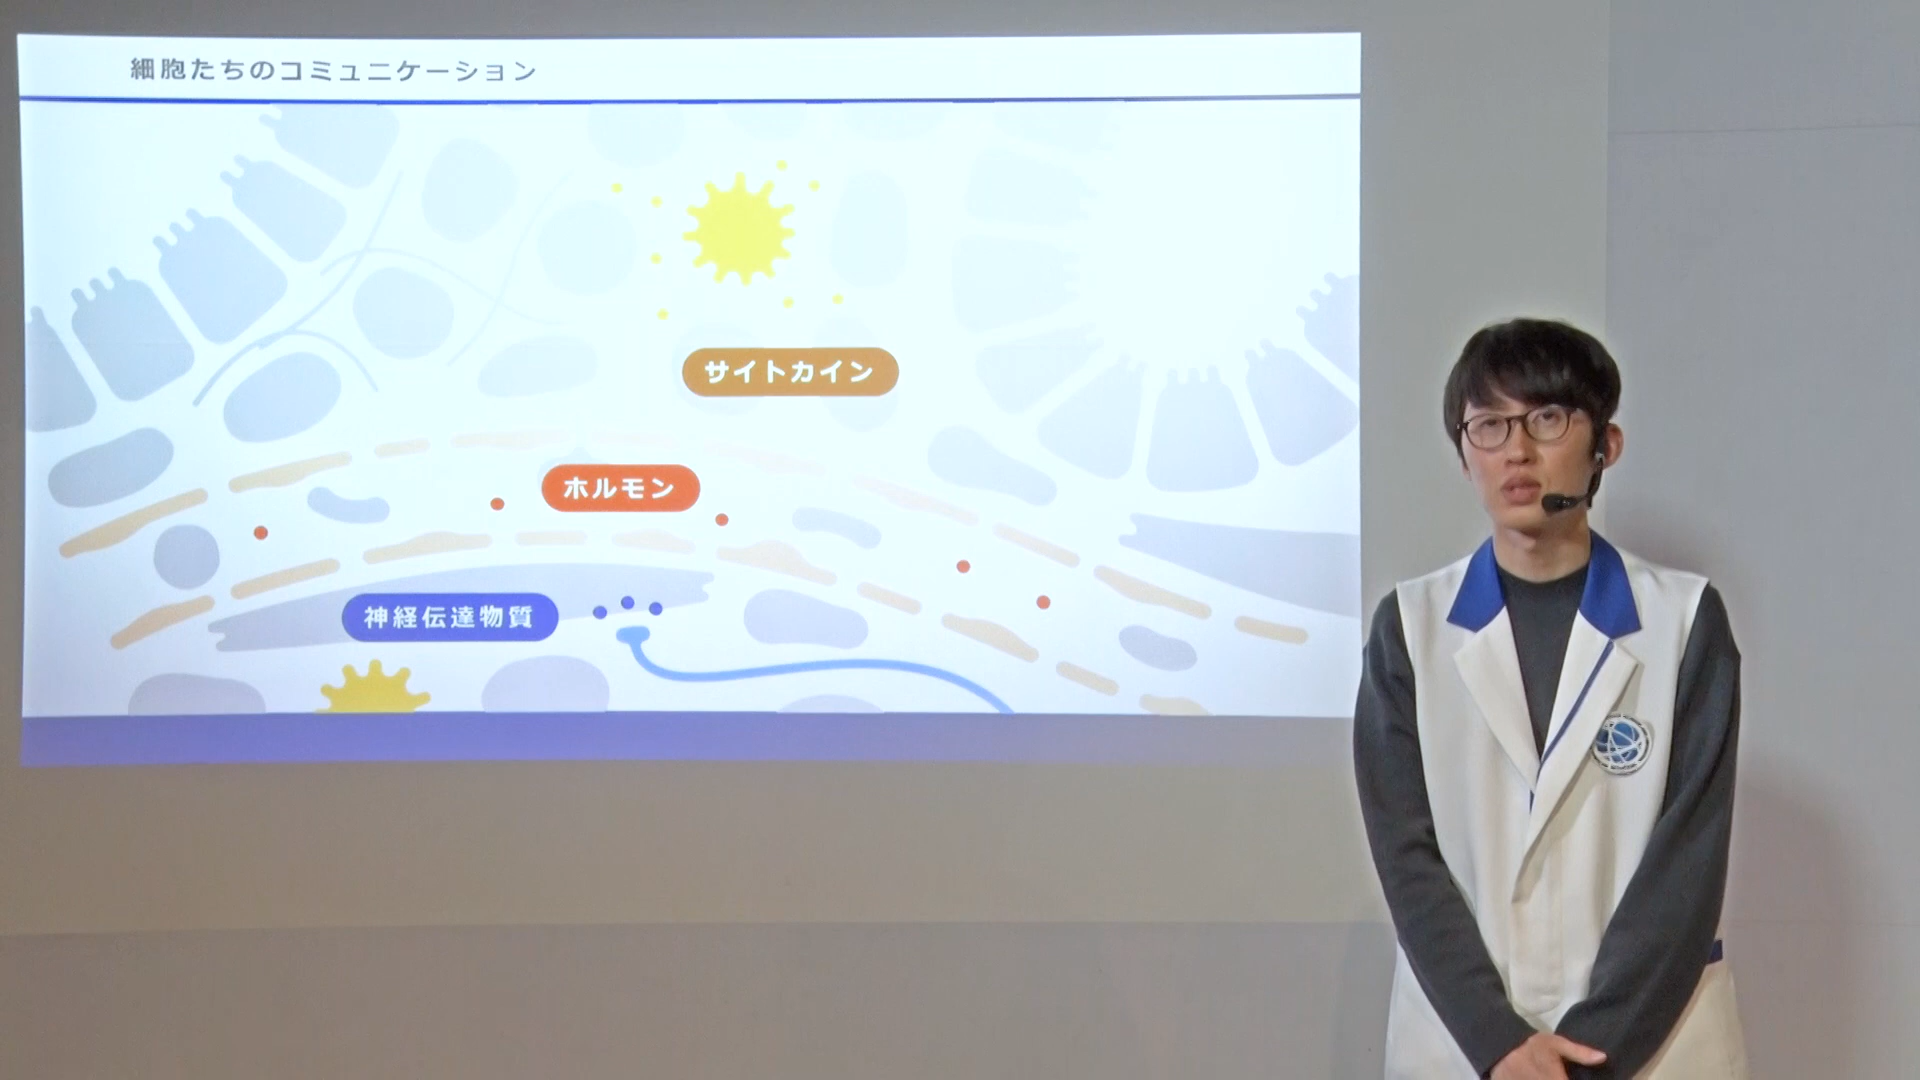 細胞たちのコミュニケーション
サイトカイン
ホルモン
神経伝達物質